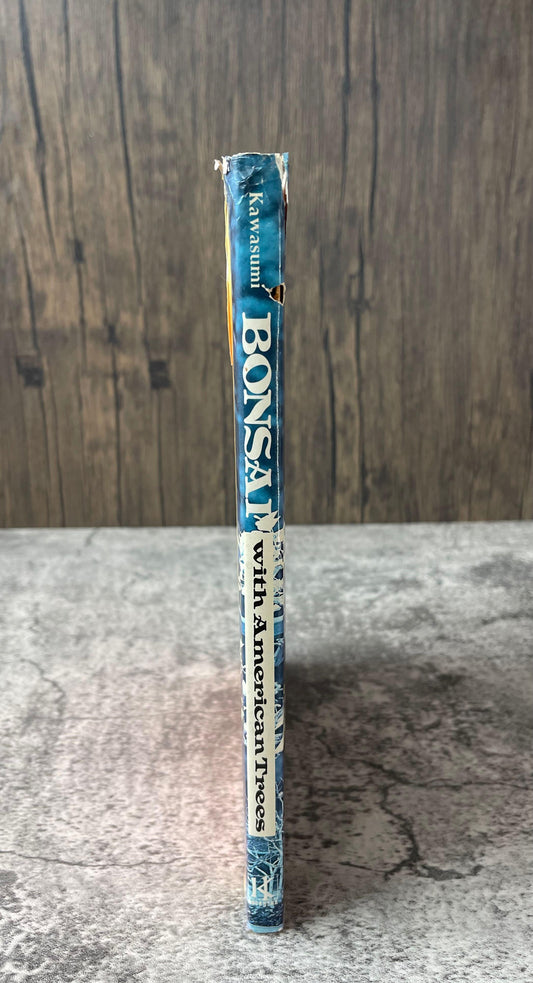 Kawasumi
BONSAI
with American Trees